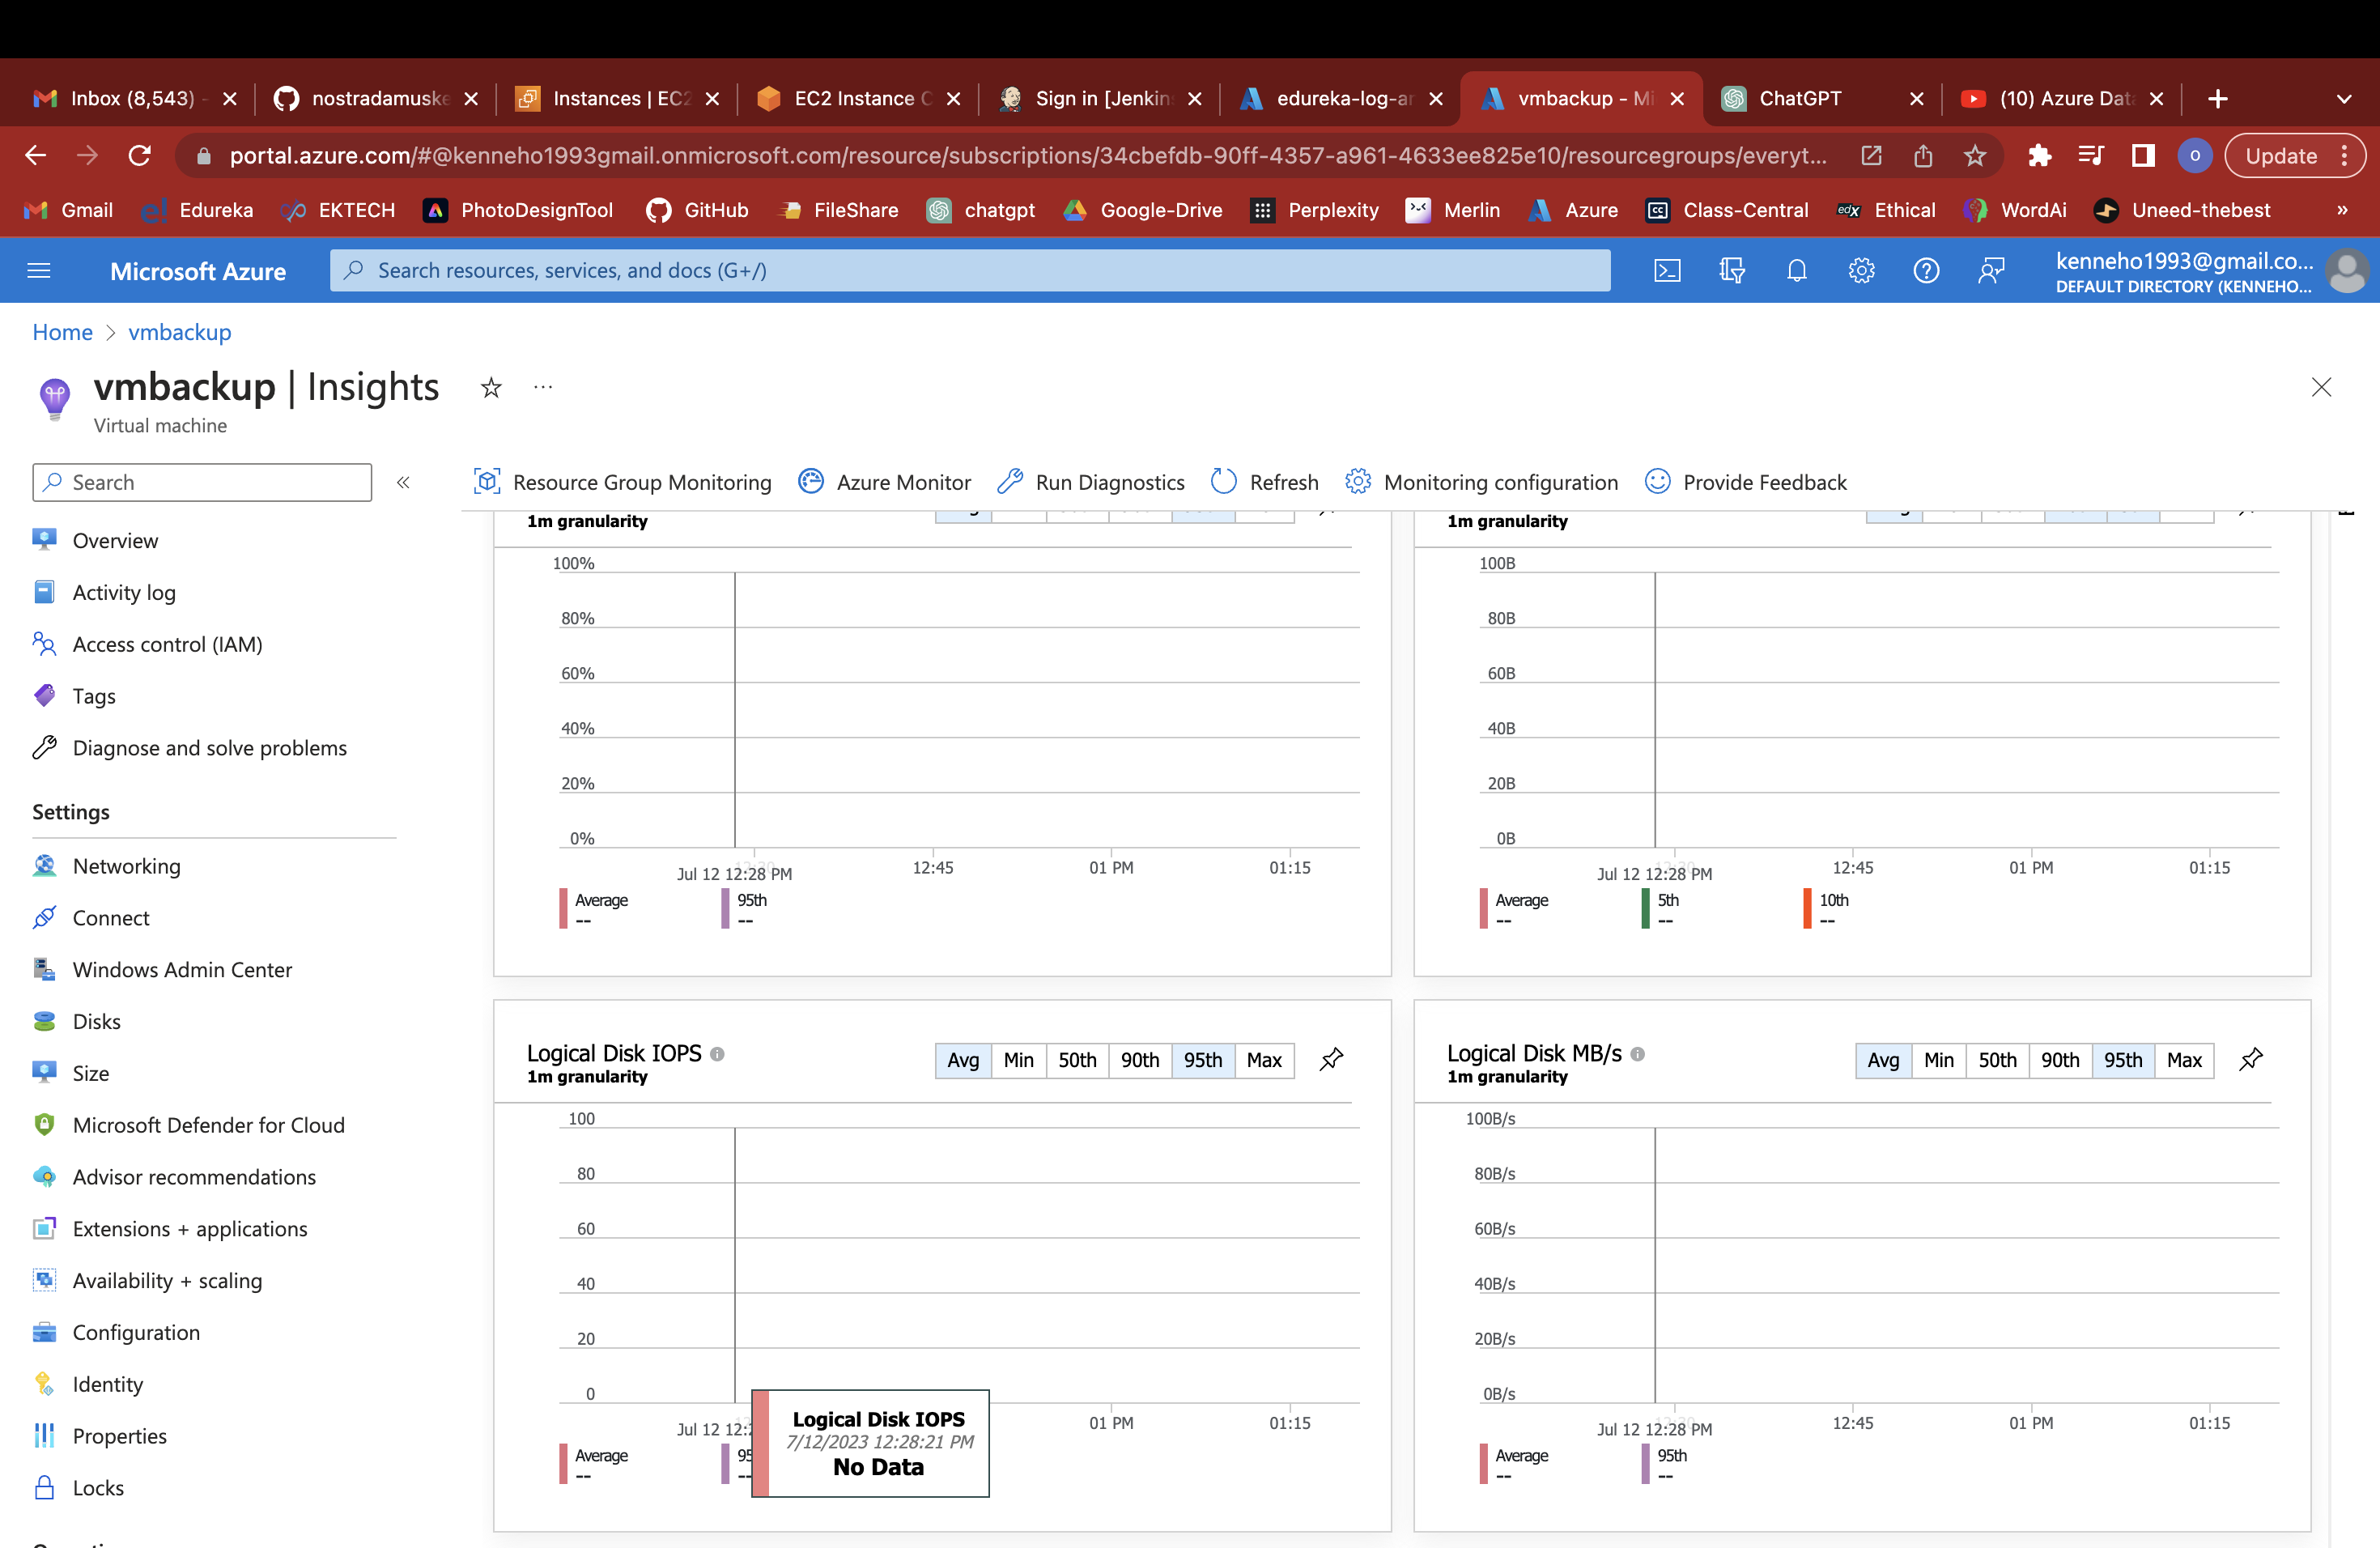 Inbox (8,543) -
nostradamuske
Instances | EC2
EC2 Instance C
Sign in [Jenkins
edureka-log-an
vmbackup - Mi
ChatGPT
(10) Azure Data
portal.azure.com/#@kenneho1993gmail.onmicrosoft.com/resource/subscriptions/34cbefdb-90ff-4357-a961-4633ee825e10/resourcegroups/everyt...
O
Update
Gmail
Edureka
EKTECH
PhotoDesignTool
GitHub
FileShare
chatgpt
Google-Drive
Perplexity
Merlin
Azure
Class-Central
Ethical
WordAi
Uneed-thebest
»
Microsoft Azure
Search resources, services, and docs (G+/)
kenneho1993@gmail.co...
DEFAULT DIRECTORY (KENNEHO...
Home > vmbackup
vmbackup | Insights
Virtual machine
Search
Resource Group Monitoring
Azure Monitor
Run Diagnostics
Refresh
Monitoring configuration
Provide Feedback
Overview
Activity log
Access control (IAM)
Tags
Diagnose and solve problems
Settings
Networking
Connect
Windows Admin Center
Disks
Size
Microsoft Defender for Cloud
Advisor recommendations
Extensions + applications
Availability + scaling
Configuration
Identity
Properties
Locks
1m granularity
100%
80%
60%
40%
20%
0%
Jul 12 12:28 PM
12:45
01 PM
01:15
Average
--
95th
--
1m granularity
100B
80B
60B
40B
20B
0B
Jul 12 12:28 PM
12:45
01 PM
01:15
Average
--
5th
--
10th
--
Logical Disk IOPS
1m granularity
Avg Min 50th 90th 95th Max
100
80
60
40
20
0
Jul 12 12:2
01 PM
01:15
Average
--
95
--
Logical Disk IOPS
7/12/2023 12:28:21 PM
No Data
Logical Disk MB/s
1m granularity
Avg Min 50th 90th 95th Max
100B/s
80B/s
60B/s
40B/s
20B/s
0B/s
Jul 12 12:28 PM
12:45
01 PM
01:15
Average
--
95th
--